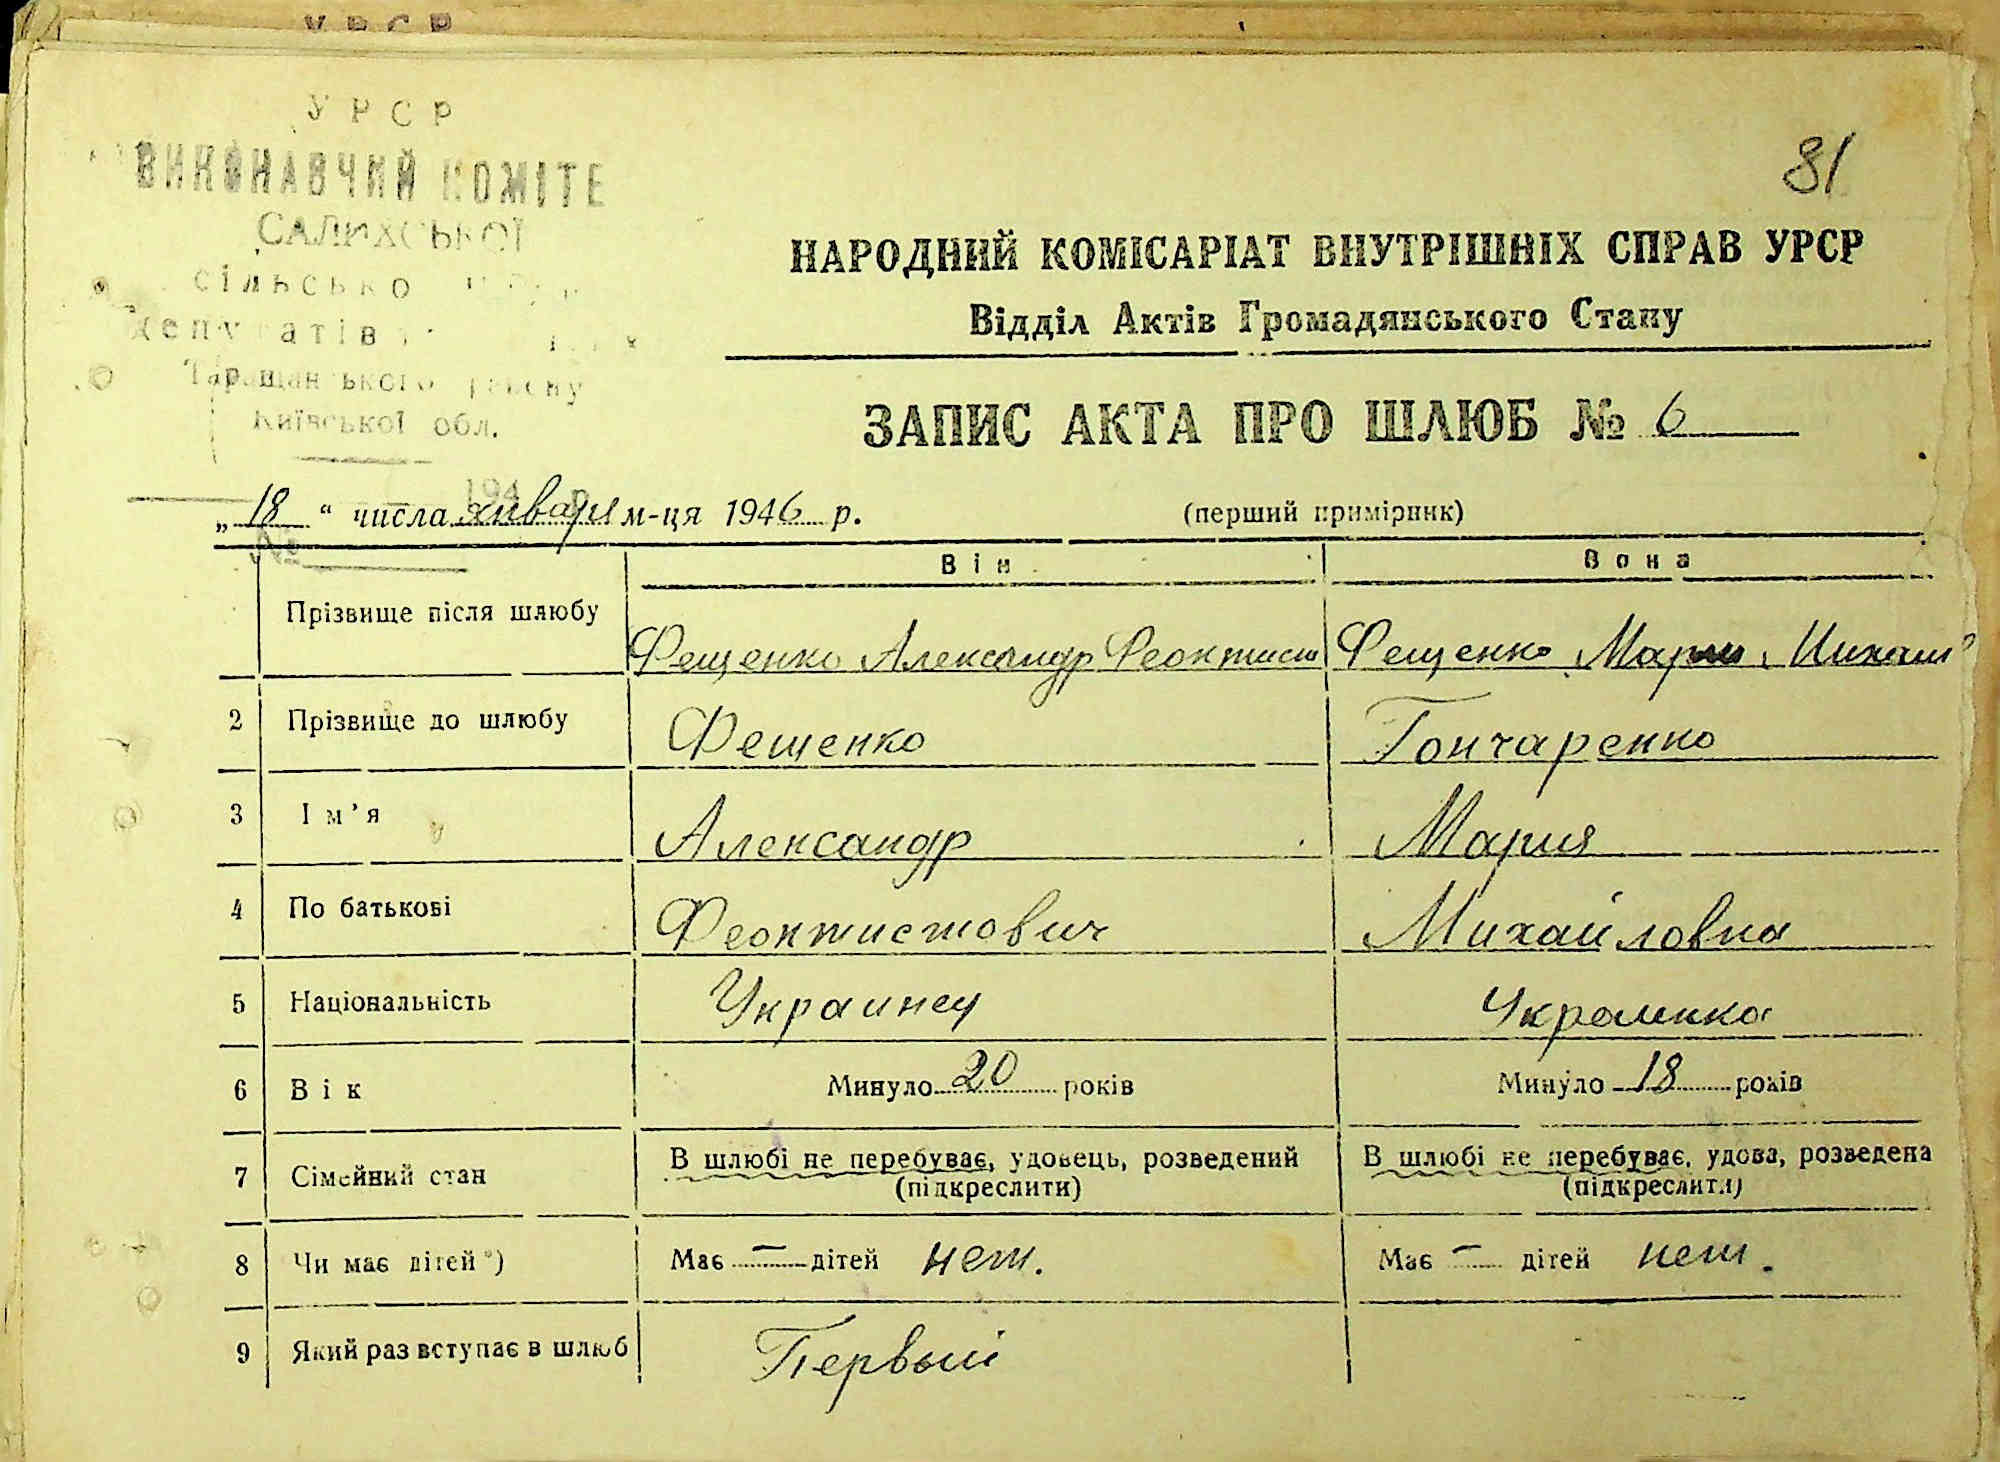 УРСР
УРСР
ВИКОНАВЧИЙ КОМІТЕ
САЛИХСЬКОЇ
сільсько
депутатів
Таращанського району
Київської обл.
81
НАРОДНИЙ КОМІСАРІАТ ВНУТРІШНІХ СПРАВ УРСР
Відділ Актів Громадянського Стану
ЗАПИС АКТА ПРО ШЛЮБ № 6
194 р.
„18“ числа января м-ця 1946 р. (перший примірник)
№
Він Вона
Прізвище після шлюбу Фещенко Александр Феоктист Фещенко Мария Михаил
2 Прізвище до шлюбу Фещенко Гончаренко
3 Ім'я Александр Мария
4 По батькові Феоктистович Михайловна
5 Національність Украинец Украинка
6 Вік Минуло 20 років Минуло 18 років
7 Сімейний стан В шлюбі не перебуває, удовець, розведений В шлюбі не перебуває, удова, розведена
(підкреслити) (підкреслити)
8 Чи має дітей*) Має — дітей нет. Має — дітей нет.
9 Який раз вступає в шлюб Первый